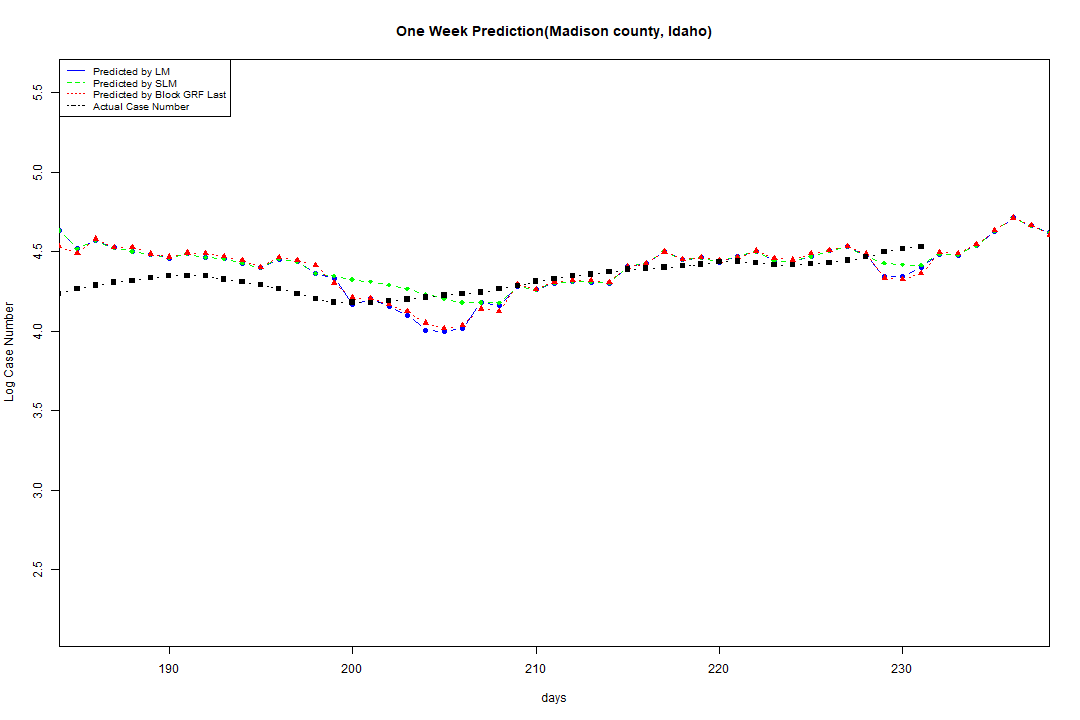 One Week Prediction(Madison county, Idaho)
Predicted by LM
Predicted by SLM
Predicted by Block GRF Last
Actual Case Number
5.5
5.0
4.5
4.0
3.5
3.0
2.5
Log Case Number
190 200 210 220 230
days